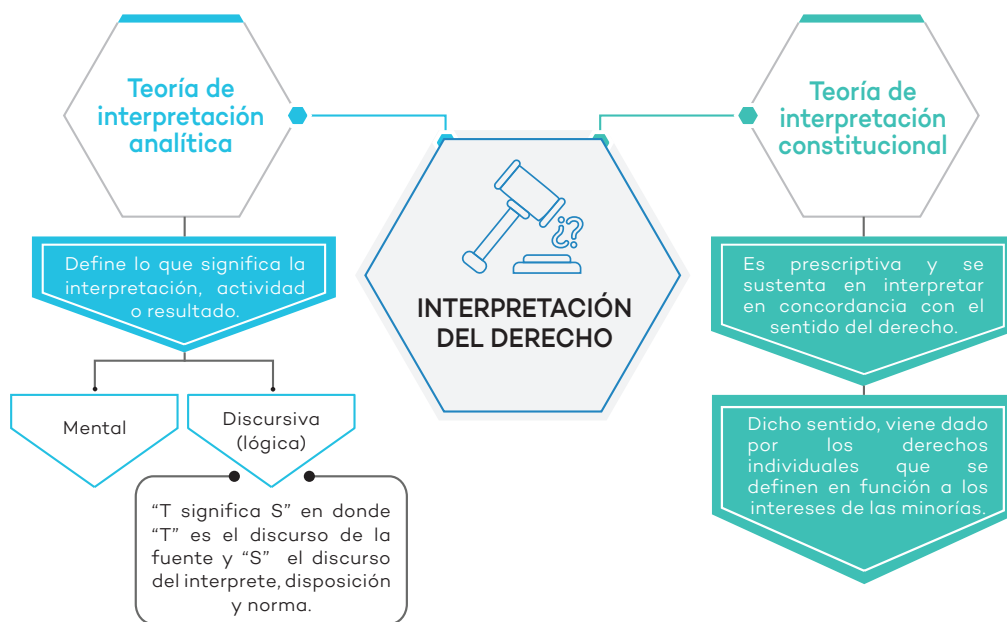 Teoría de
interpretación
analítica
Define lo que significa la
interpretación, actividad
o resultado.
Mental
Discursiva
(lógica)
“T significa S” en donde
“T” es el discurso de la
fuente y “S” el discurso
del interprete, disposición
y norma.
¿?
INTERPRETACIÓN
DEL DERECHO
Teoría de
interpretación
constitucional
Es prescriptiva y se
sustenta en interpretar
en concordancia con el
sentido del derecho.
Dicho sentido, viene dado
por los derechos
individuales que se
definen en función a los
intereses de las minorías.